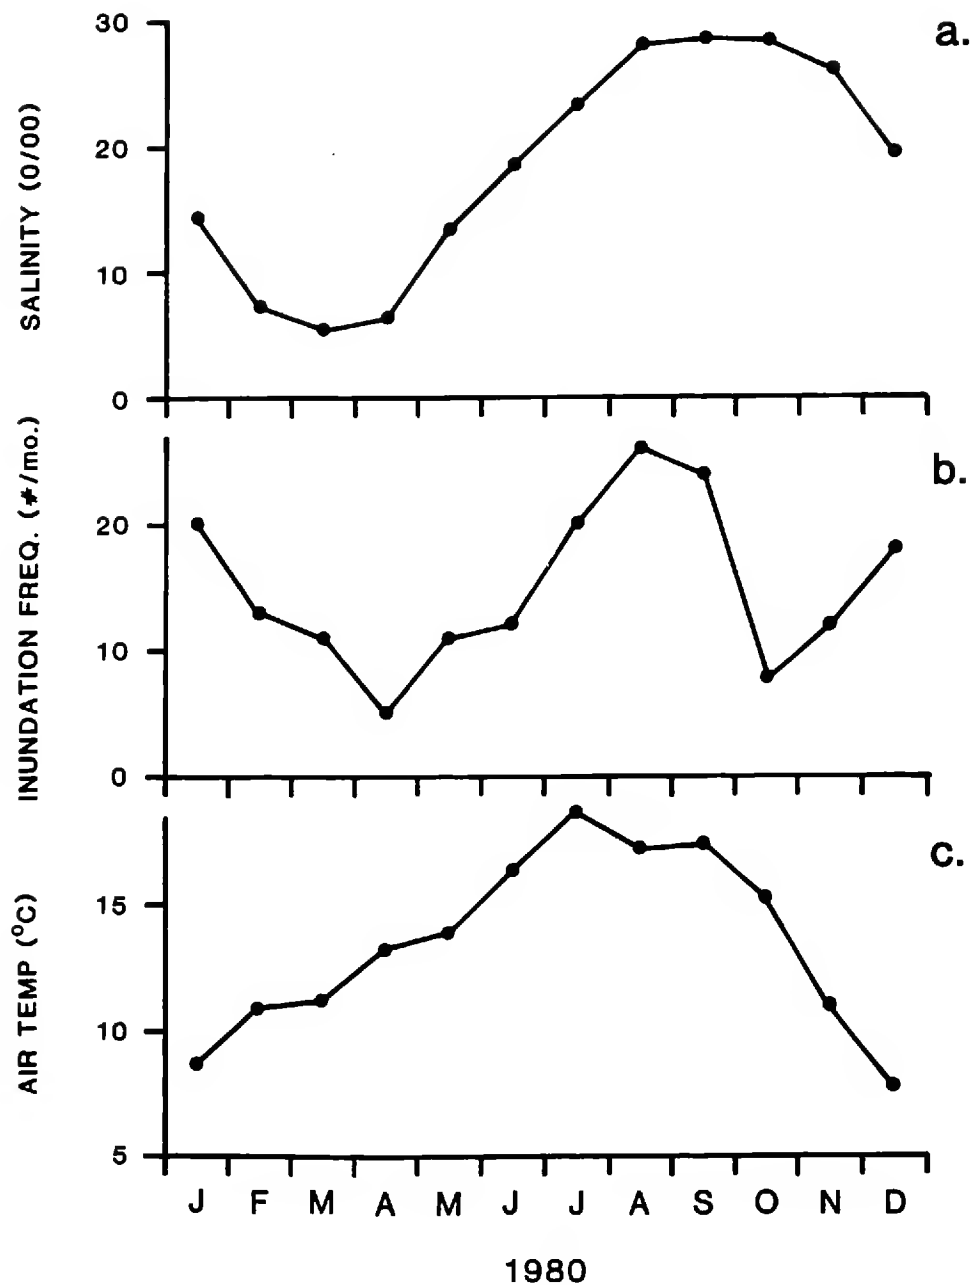 a.
30
20
10
0
SALINITY (0/00)
b.
20
10
0
INUNDATION FREQ. (#/mo.)
c.
15
10
5
AIR TEMP (°C)
J F M A M J J A S O N D
1980